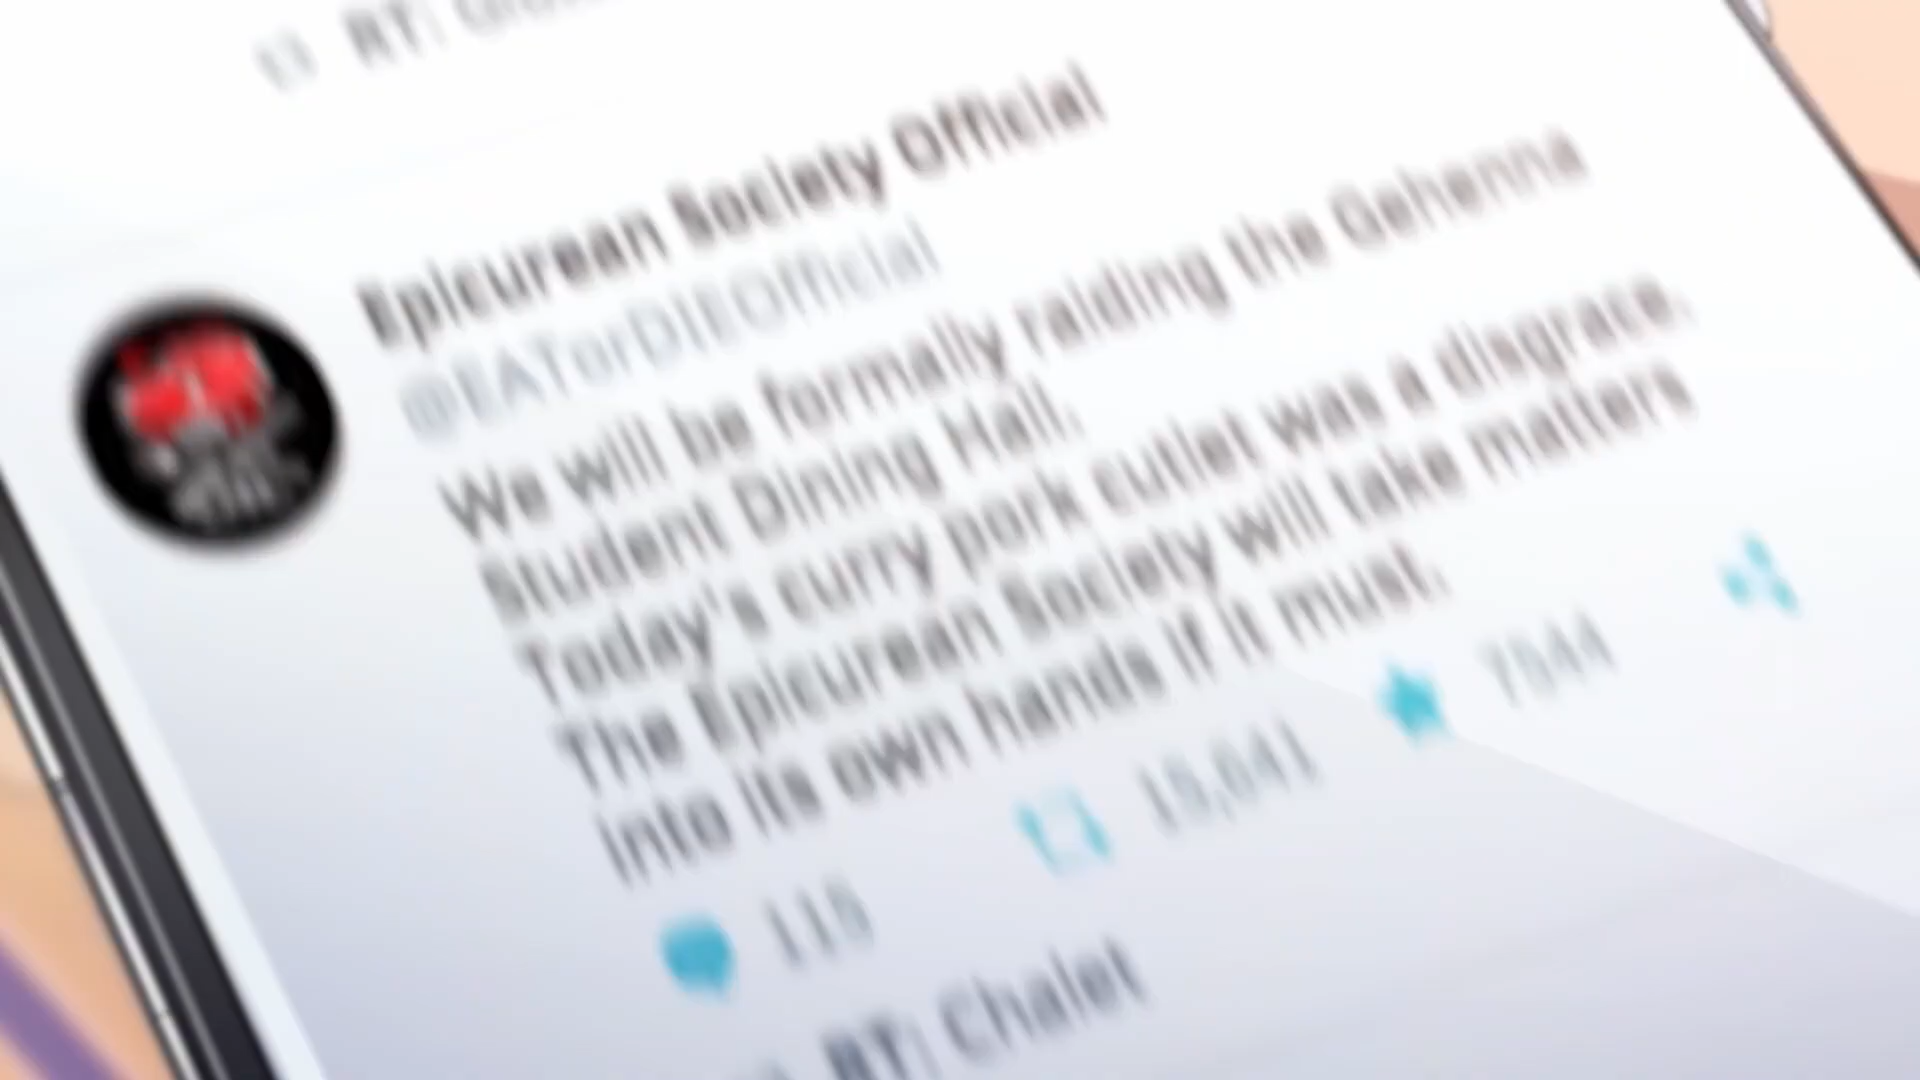 RT:
Epicurean Society Official
@EATorDIEOfficial
We will be formally raiding the Gehenna
Student Dining Hall.
Today's curry pork cutlet was a disgrace.
The Epicurean Society will take matters
into its own hands if it must.
115
15,641
7544
RT: Chalet